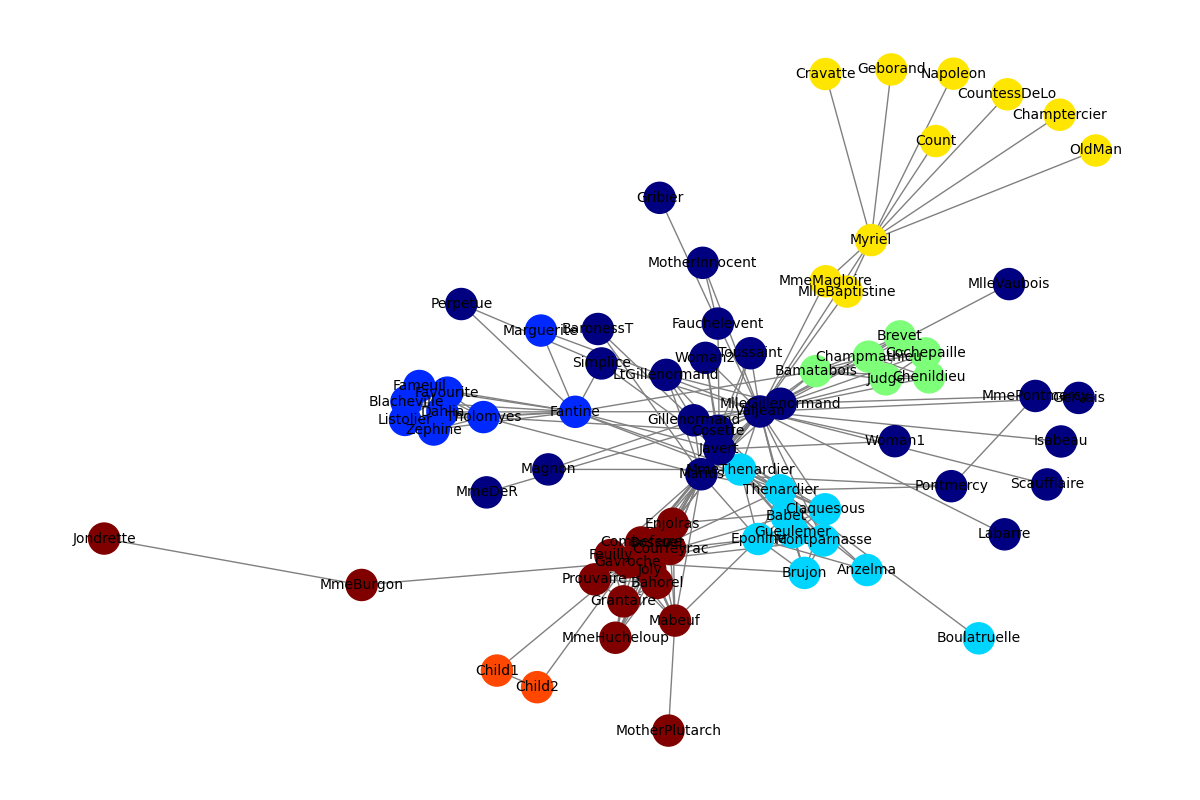 Cravatte
Geborand
Napoleon
CountessDeLo
Champtercier
Count
OldMan
Gribier
Myriel
MotherInnocent
MmeMagloire
MlleBaptistine
MlleVaubois
Perpetue
Marguerite
BaronessT
Fauchelevent
Brevet
Simplice
Woman2
Toussaint
Champmathieu
Cochepaille
LtGillenormand
Bamatabois
Judge
Chenildieu
Fameuil
Favourite
Blacheville
Dahlia
Listolier
Tholomyes
Zephine
Fantine
MlleGillenormand
Valjean
MmePontmercy
Gervais
Gillenormand
Cosette
Javert
Woman1
Isabeau
Magnon
Marius
MmeThenardier
MmeDeR
Thenardier
Pontmercy
Scaufflaire
Claquesous
Babet
Enjolras
Gueulemer
Labarre
Jondrette
Combeferre
Bossuet
Courfeyrac
Eponine
Montparnasse
Feuilly
Gavroche
Joly
Prouvaire
Bahorel
Brujon
Anzelma
MmeBurgon
Grantaire
Mabeuf
MmeHucheloup
Boulatruelle
Child1
Child2
MotherPlutarch